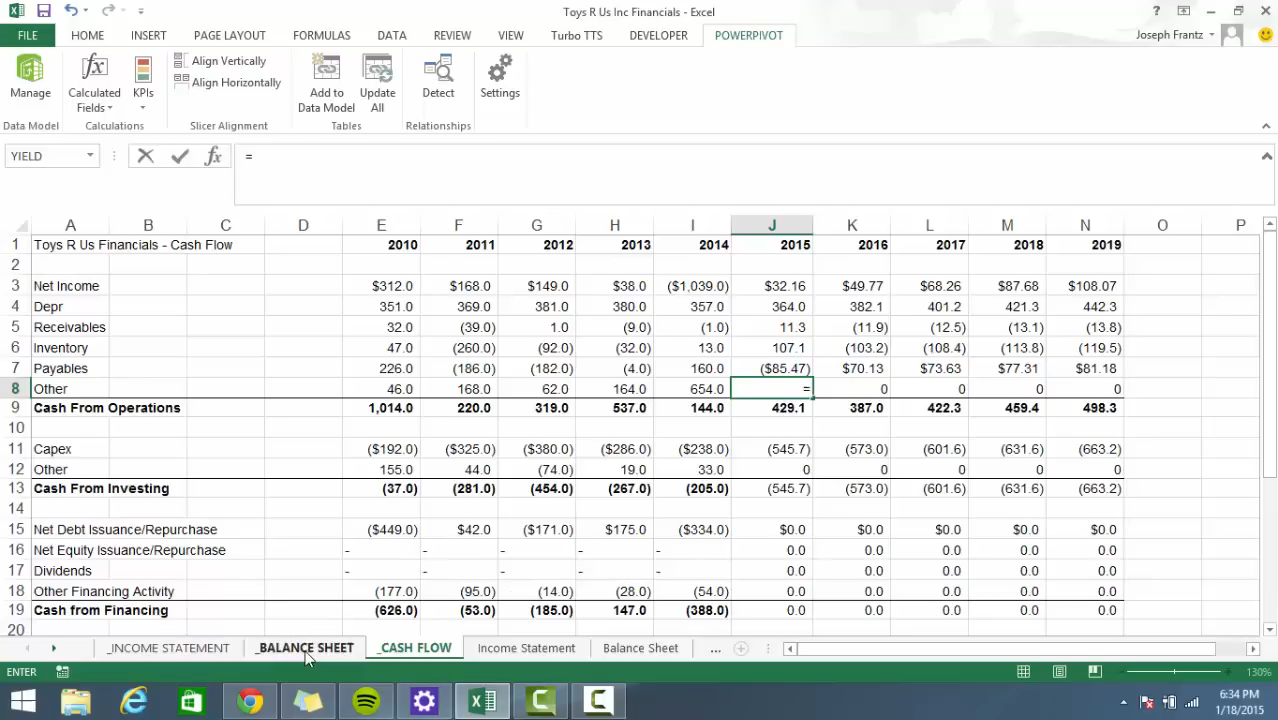 Toys R Us Inc Financials - Excel
FILE HOME INSERT PAGE LAYOUT FORMULAS DATA REVIEW VIEW Turbo TTS DEVELOPER POWERPIVOT Joseph Frantz
Manage Calculated Fields KPIs Align Vertically Align Horizontally Add to Data Model Update All Detect Settings
Data Model Calculations Slicer Alignment Tables Relationships
YIELD fx =
A B C D E F G H I J K L M N O P
1 Toys R Us Financials - Cash Flow 2010 2011 2012 2013 2014 2015 2016 2017 2018 2019
2
3 Net Income $312.0 $168.0 $149.0 $38.0 ($1,039.0) $32.16 $49.77 $68.26 $87.68 $108.07
4 Depr 351.0 369.0 381.0 380.0 357.0 364.0 382.1 401.2 421.3 442.3
5 Receivables 32.0 (39.0) 1.0 (9.0) (1.0) 11.3 (11.9) (12.5) (13.1) (13.8)
6 Inventory 47.0 (260.0) (92.0) (32.0) 13.0 107.1 (103.2) (108.4) (113.8) (119.5)
7 Payables 226.0 (186.0) (182.0) (4.0) 160.0 ($85.47) $70.13 $73.63 $77.31 $81.18
8 Other 46.0 168.0 62.0 164.0 654.0 = 0 0 0 0
9 Cash From Operations 1,014.0 220.0 319.0 537.0 144.0 429.1 387.0 422.3 459.4 498.3
10
11 Capex ($192.0) ($325.0) ($380.0) ($286.0) ($238.0) (545.7) (573.0) (601.6) (631.6) (663.2)
12 Other 155.0 44.0 (74.0) 19.0 33.0 0 0 0 0 0
13 Cash From Investing (37.0) (281.0) (454.0) (267.0) (205.0) (545.7) (573.0) (601.6) (631.6) (663.2)
14
15 Net Debt Issuance/Repurchase ($449.0) $42.0 ($171.0) $175.0 ($334.0) $0.0 $0.0 $0.0 $0.0 $0.0
16 Net Equity Issuance/Repurchase - - - - - 0.0 0.0 0.0 0.0 0.0
17 Dividends - - - - - 0.0 0.0 0.0 0.0 0.0
18 Other Financing Activity (177.0) (95.0) (14.0) (28.0) (54.0) 0.0 0.0 0.0 0.0 0.0
19 Cash from Financing (626.0) (53.0) (185.0) 147.0 (388.0) 0.0 0.0 0.0 0.0 0.0
20
_INCOME STATEMENT _BALANCE SHEET _CASH FLOW Income Statement Balance Sheet ...
ENTER 130%
6:34 PM
1/18/2015